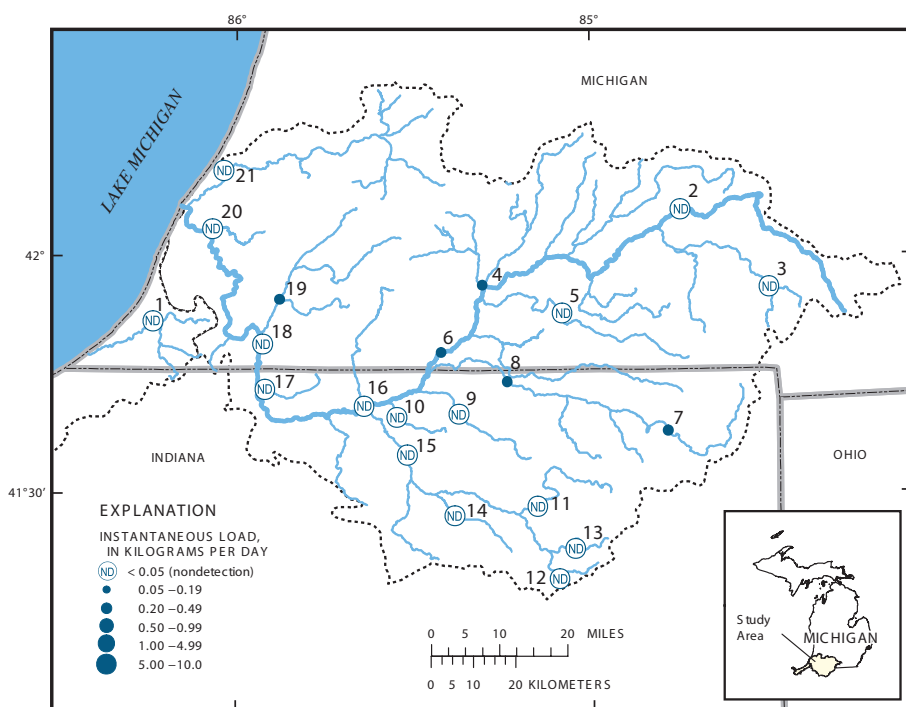 86°
85°
MICHIGAN
LAKE MICHIGAN
ND
21
ND
2
ND
20
42°
4
ND
3
19
ND
5
ND
1
ND
18
6
8
ND
17
ND
16
ND
10
ND
9
7
ND
15
INDIANA
OHIO
41°30'
ND
14
ND
11
ND
13
ND
12
EXPLANATION
INSTANTANEOUS LOAD,
IN KILOGRAMS PER DAY
ND < 0.05 (nondetection)
0.05 –0.19
0.20 –0.49
0.50 –0.99
1.00 –4.99
5.00 –10.0
0 5 10 20 MILES
0 5 10 20 KILOMETERS
Study
Area
MICHIGAN